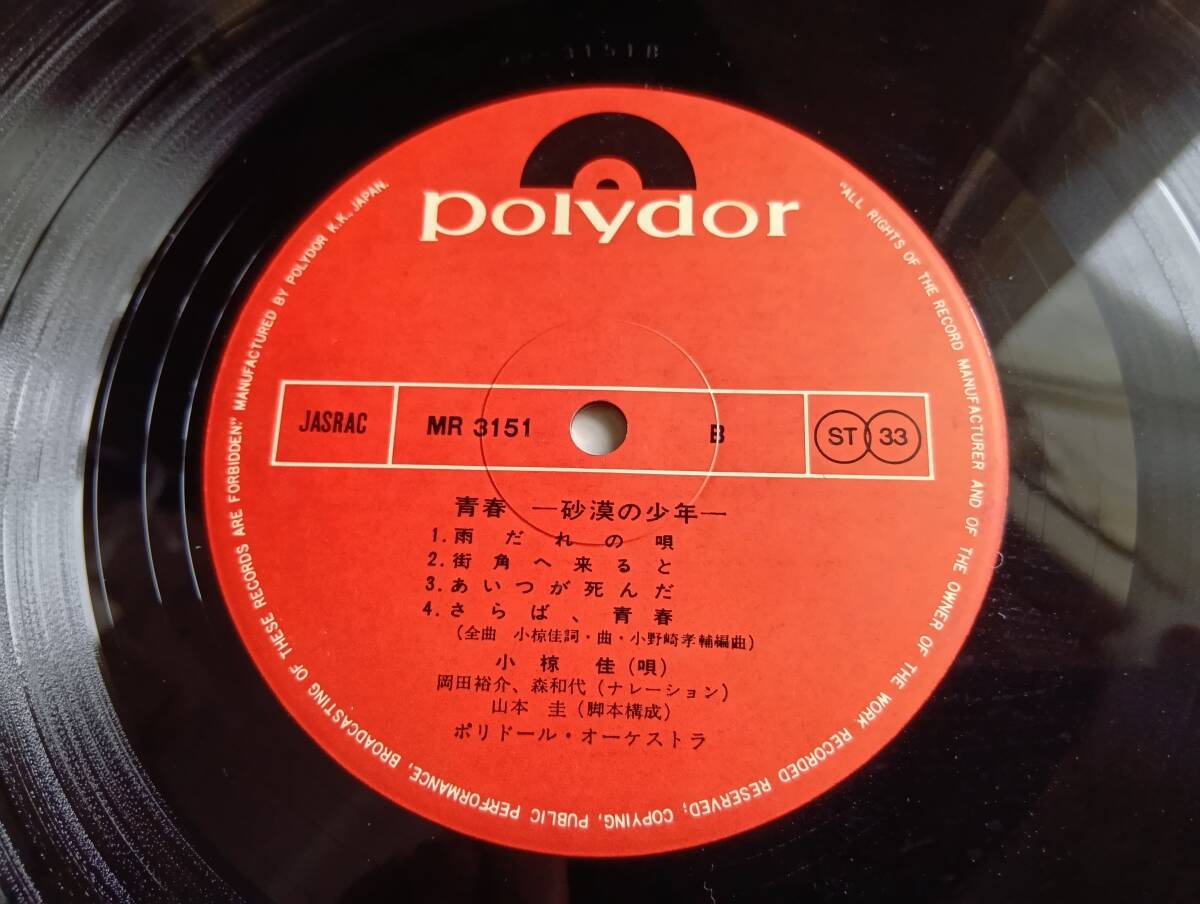 3151B
polydor
JASRAC
MR 3151
B
ST 33
青春 ―砂漠の少年―
1. 雨だれの唄
2. 街角へ来ると
3. あいつが死んだ
4. さらば、青春
(全曲 小椋佳詞・曲・小野崎孝輔編曲)
小椋 佳 (唄)
岡田裕介、森和代 (ナレーション)
山本 圭 (脚本構成)
ポリドール・オーケストラ
"ALL RIGHTS OF THE RECORD MANUFACTURER AND OF THE OWNER OF THE WORK RECORDED RESERVED; COPYING, PUBLIC PERFORMANCE, BROADCASTING OF THESE RECORDS ARE FORBIDDEN." MANUFACTURED BY POLYDOR K.K., JAPAN.